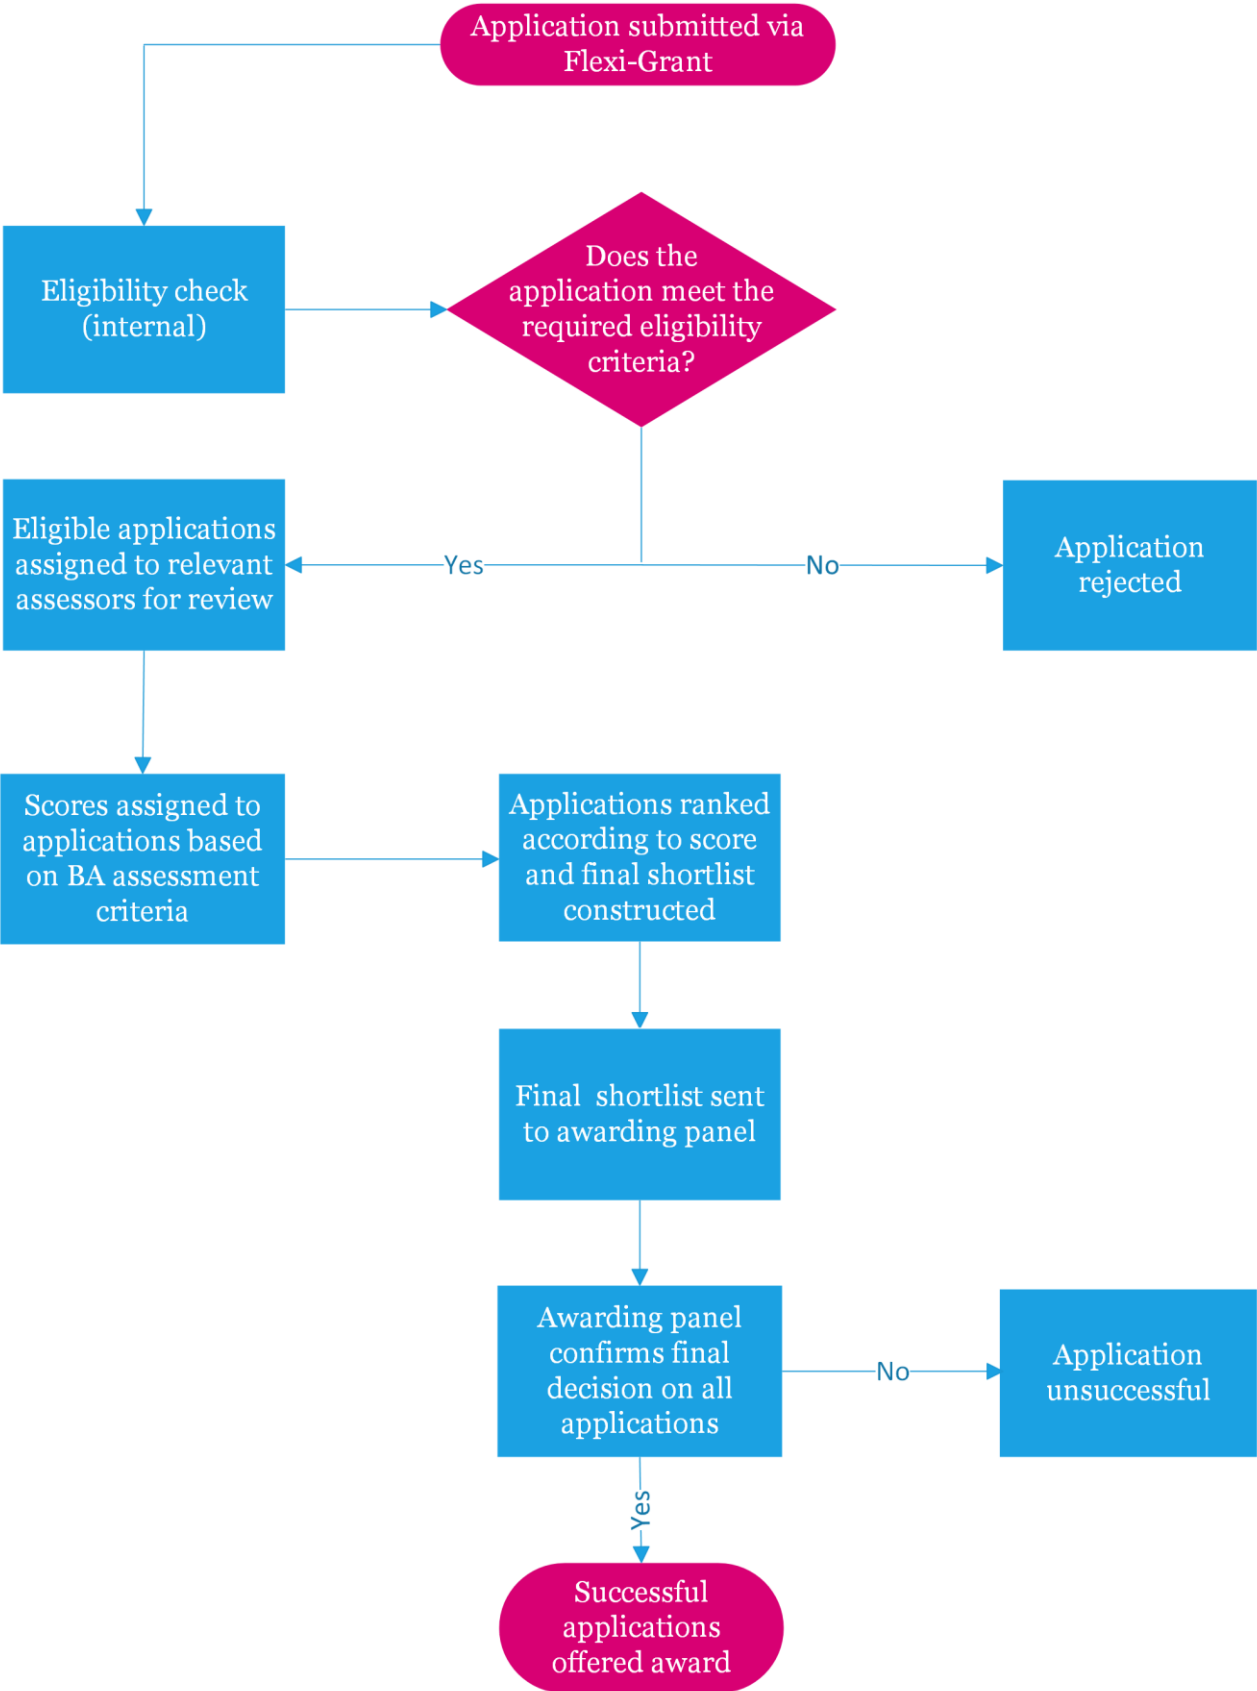 Application submitted via
Flexi-Grant
Eligibility check
(internal)
Does the
application meet the
required eligibility
criteria?
Eligible applications
assigned to relevant
assessors for review
Yes
No
Application
rejected
Scores assigned to
applications based
on BA assessment
criteria
Applications ranked
according to score
and final shortlist
constructed
Final  shortlist sent
to awarding panel
Awarding panel
confirms final
decision on all
applications
No
Application
unsuccessful
Yes
Successful
applications
offered award